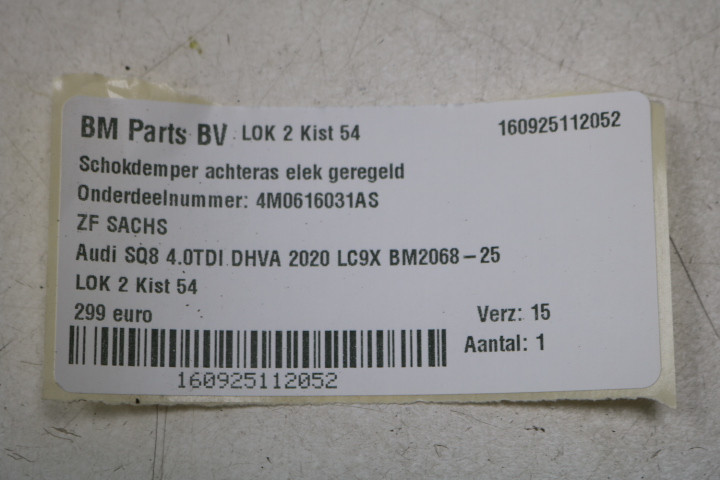 BM Parts BV LOK 2 Kist 54 160925112052
Schokdemper achteras elek geregeld
Onderdeelnummer: 4M0616031AS
ZF SACHS
Audi SQ8 4.0TDI DHVA 2020 LC9X BM2068-25
LOK 2 Kist 54
299 euro Verz: 15
Aantal: 1
160925112052